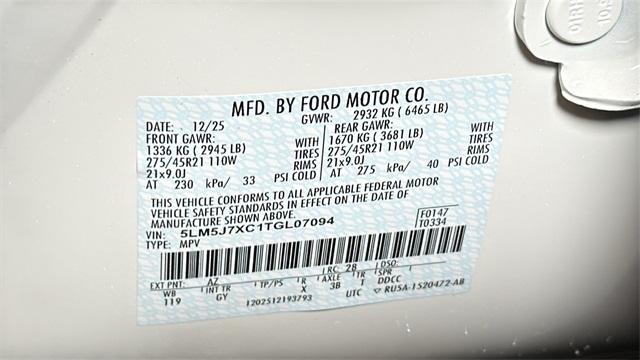 MFD. BY FORD MOTOR CO.
DATE: 12/25 GVWR: 2932 KG ( 6465 LB)
FRONT GAWR: WITH REAR GAWR: WITH
1336 KG ( 2945 LB) TIRES 1670 KG ( 3681 LB) TIRES
275/45R21 110W RIMS 275/45R21 110W RIMS
21x9.0J 21x9.0J
AT 230 kPa/ 33 PSI COLD AT 275 kPa/ 40 PSI COLD
THIS VEHICLE CONFORMS TO ALL APPLICABLE FEDERAL MOTOR
VEHICLE SAFETY STANDARDS IN EFFECT ON THE DATE OF
MANUFACTURE SHOWN ABOVE.
VIN: 5LM5J7XC1TGL07094 F0147
TYPE: MPV T0334
EXT PNT: AZ RC: 28 DSO:
WB INT TR TP/PS R AXLE TR SPR
119 GY X 3B T DDCC
1202512193793 UTC RU5A-1520472-AB